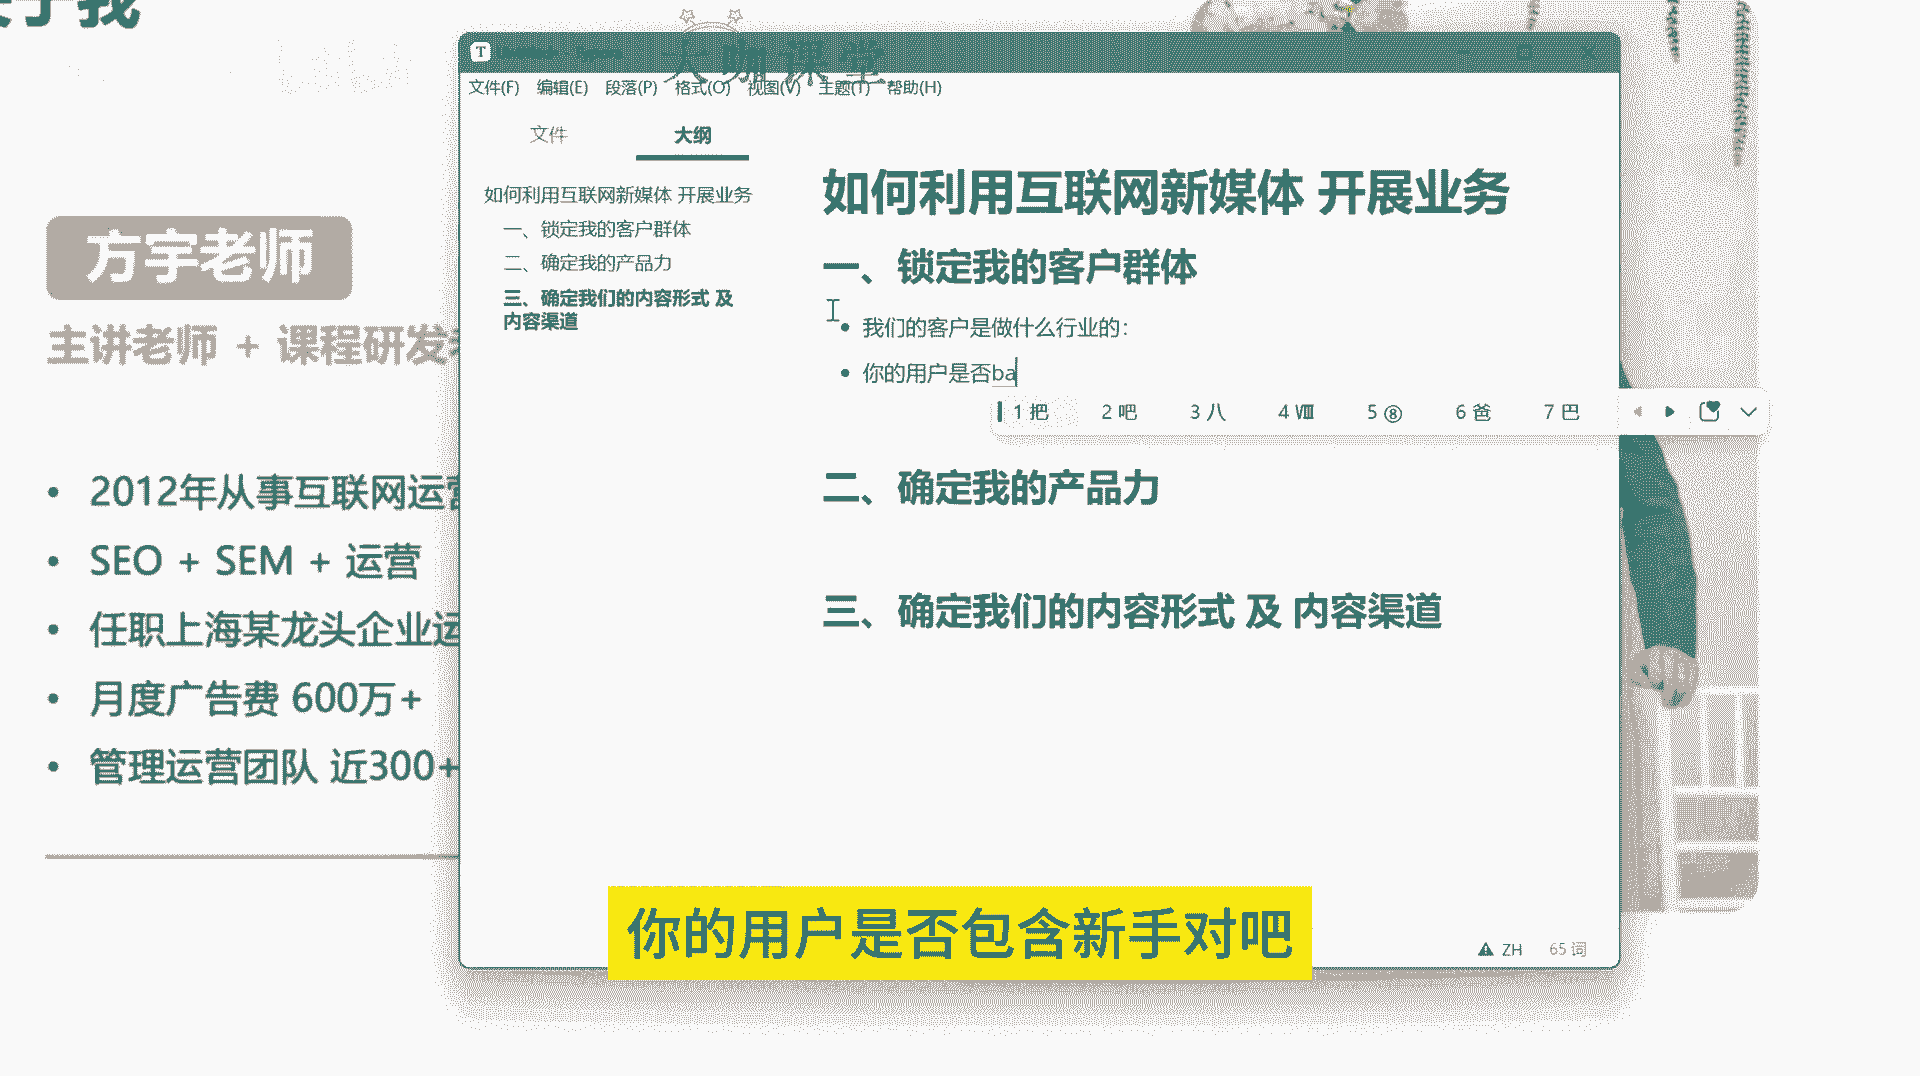 方宇老师
主讲老师 + 课程研发
2012年从事互联网运营
SEO + SEM + 运营
任职上海某龙头企业运
月度广告费 600万+
管理运营团队 近300+
大咖课堂
文件(F) 编辑(E) 段落(P) 格式(O) 视图(V) 主题(T) 帮助(H)
文件 大纲
如何利用互联网新媒体 开展业务
一、锁定我的客户群体
二、确定我的产品力
三、确定我们的内容形式 及
内容渠道
如何利用互联网新媒体 开展业务
一、锁定我的客户群体
我们的客户是做什么行业的：
你的用户是否ba
1 把 2 吧 3 八 4 Ⅷ 5 ⑧ 6 爸 7 巴
二、确定我的产品力
三、确定我们的内容形式 及 内容渠道
ZH 65 词
你的用户是否包含新手对吧